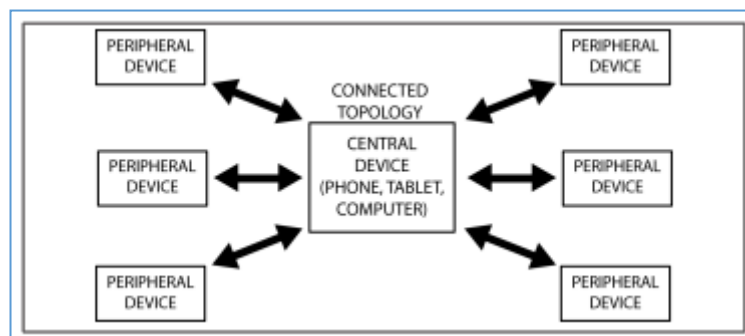 PERIPHERAL
DEVICE
PERIPHERAL
DEVICE
CONNECTED
TOPOLOGY
CENTRAL
DEVICE
(PHONE, TABLET,
COMPUTER)
PERIPHERAL
DEVICE
PERIPHERAL
DEVICE
PERIPHERAL
DEVICE
PERIPHERAL
DEVICE